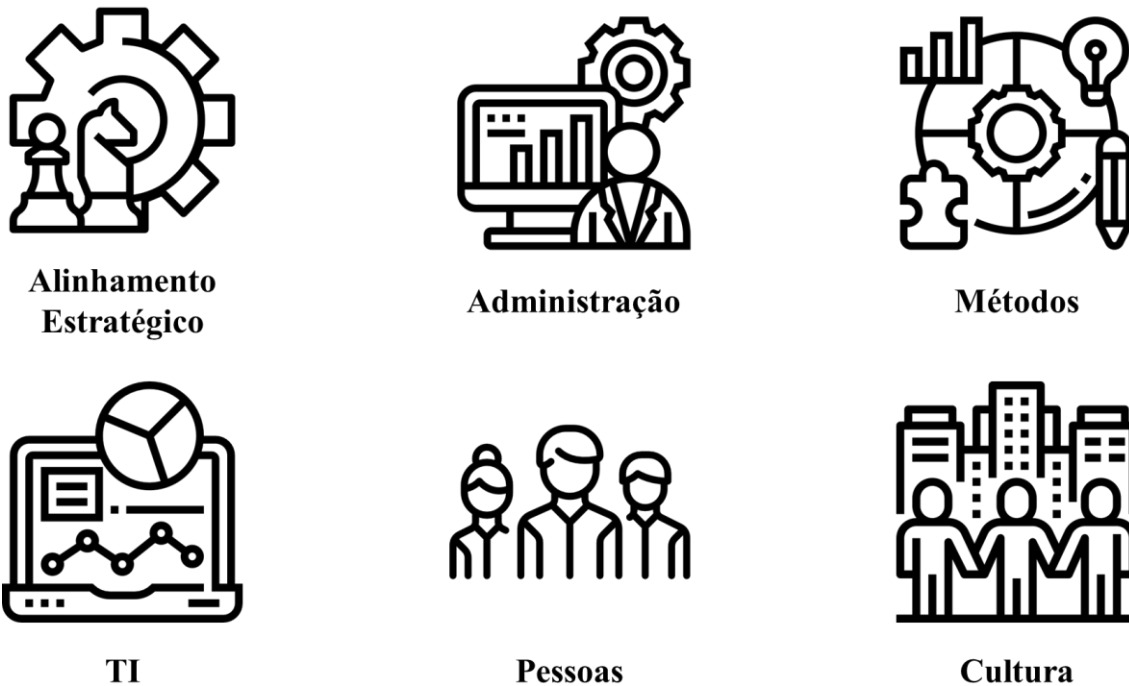 Alinhamento
Estratégico
Administração
Métodos
TI
Pessoas
Cultura